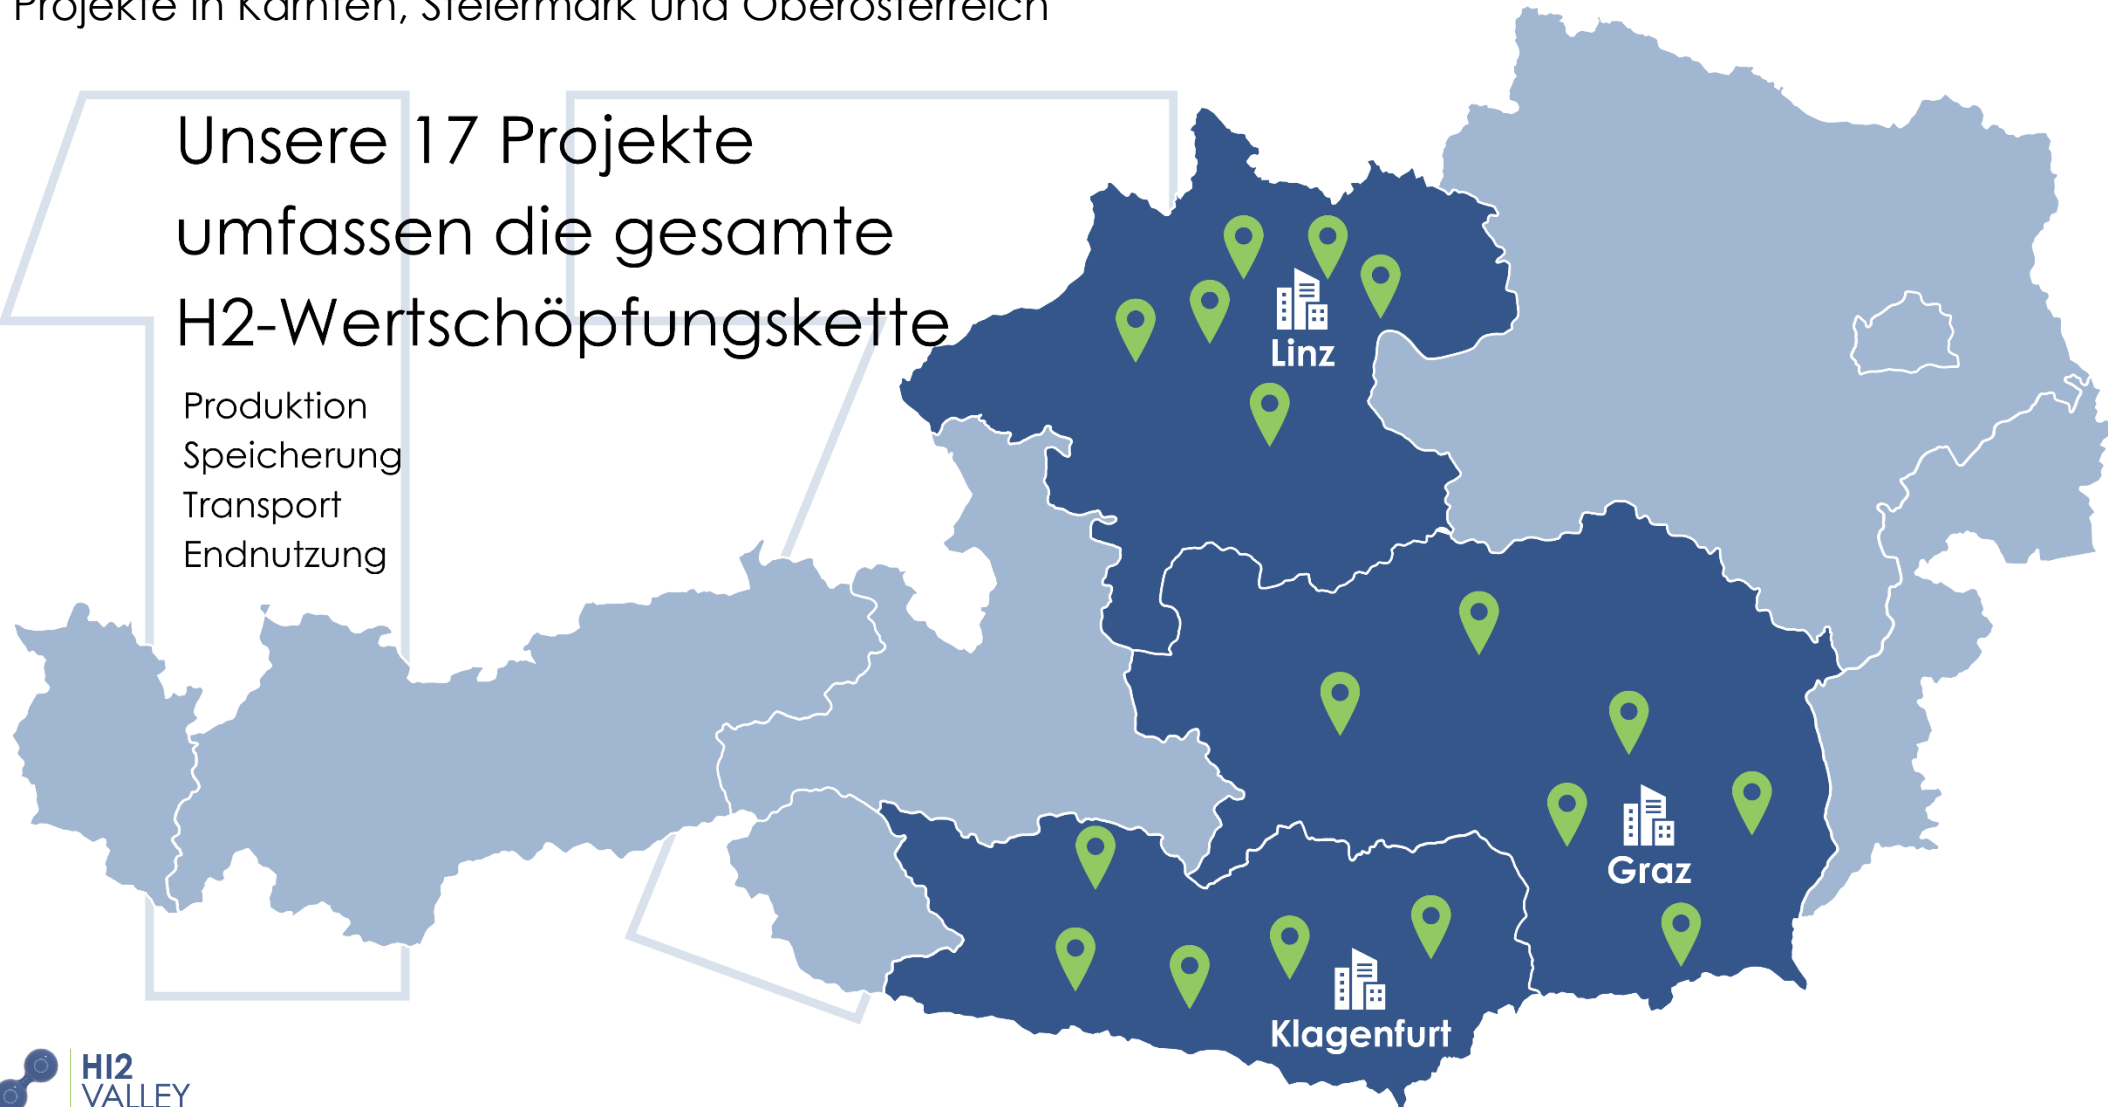 Projekte in Kärnten, Steiermark und Oberösterreich
Unsere 17 Projekte
umfassen die gesamte
H2-Wertschöpfungskette
Produktion
Speicherung
Transport
Endnutzung
Linz
Graz
Klagenfurt
HI2
VALLEY